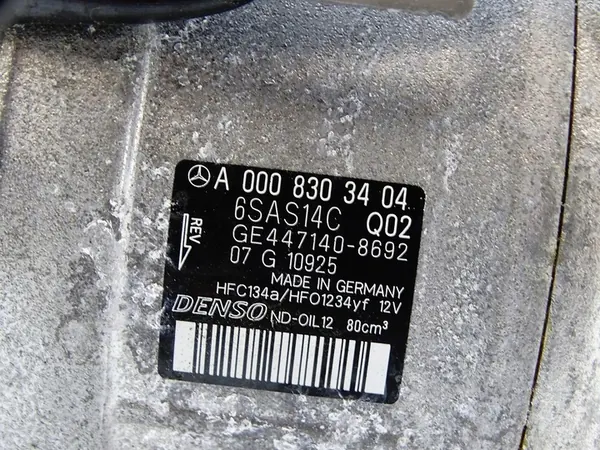 A 000 830 34 04
6SAS14C Q02
REV
GE447140-8692
07 G 10925
MADE IN GERMANY
HFC134a/HFO1234yf 12V
DENSO ND-OIL12 80cm³